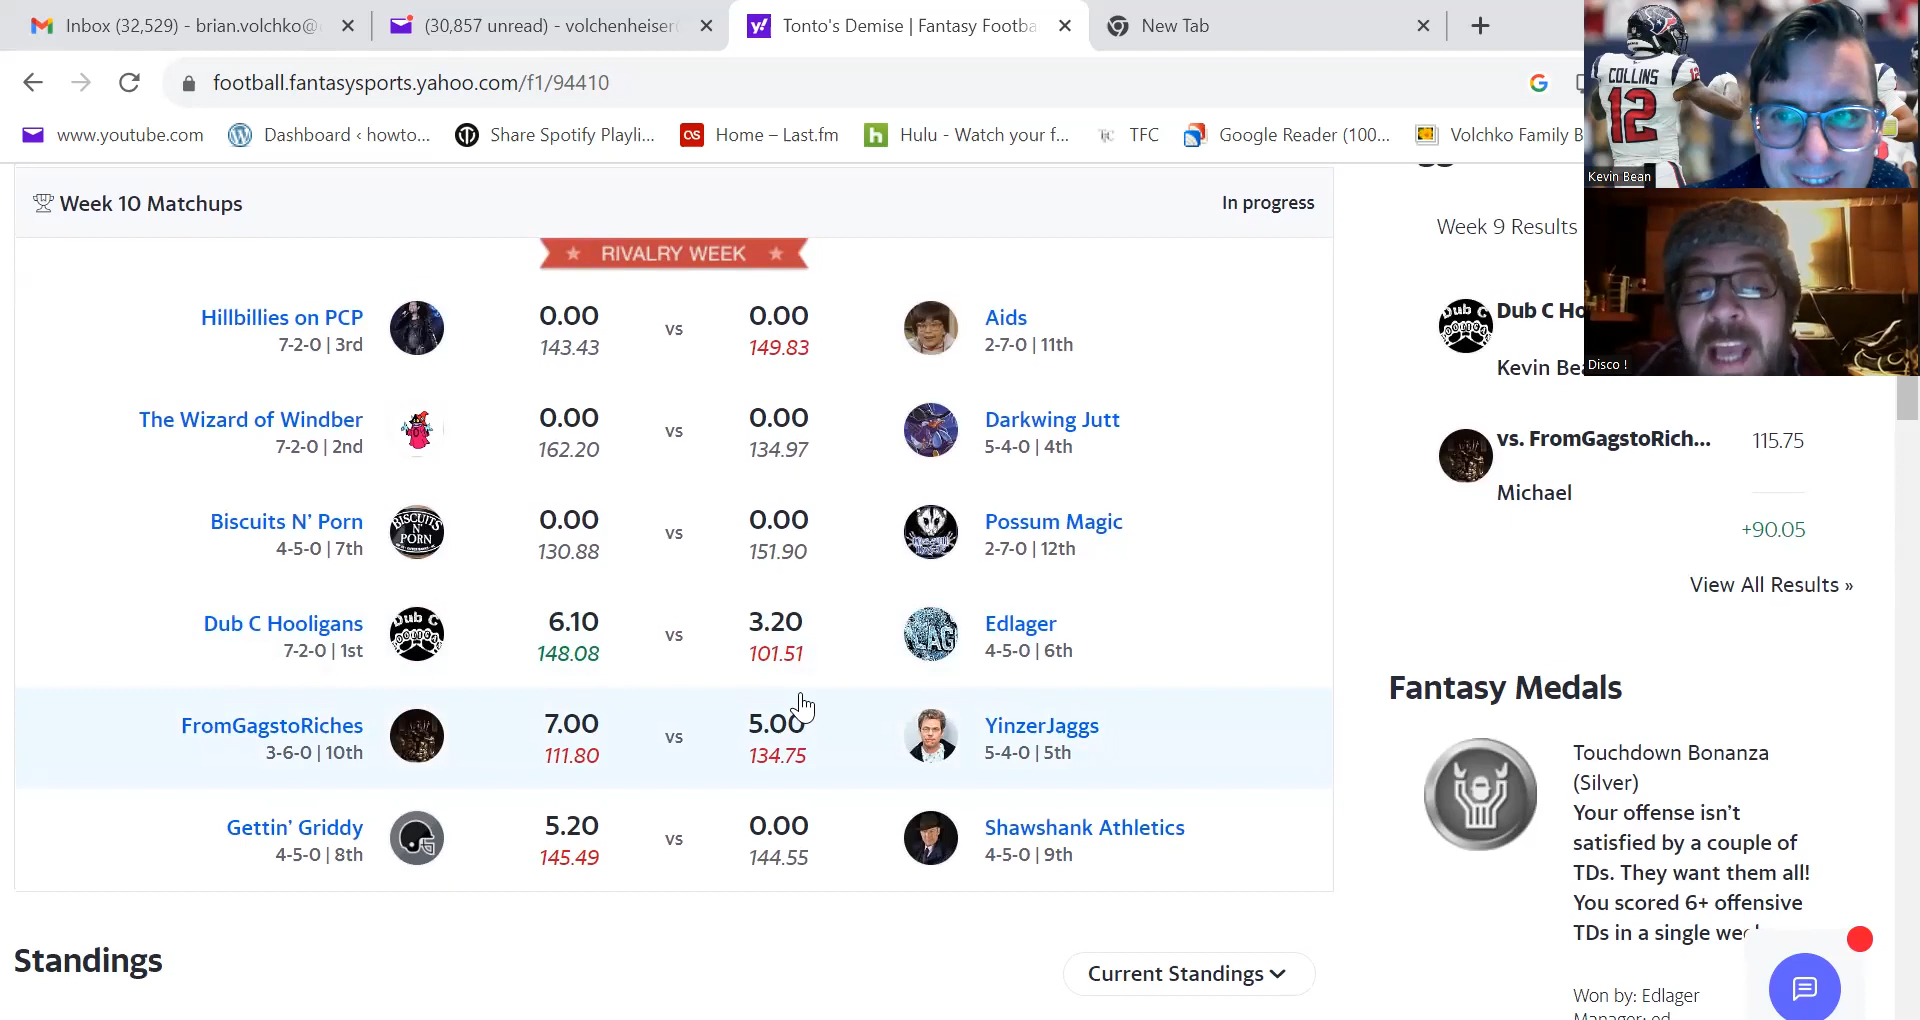 Inbox (32,529) - brian.volchko@
(30,857 unread) - volchenheiser
Tonto's Demise | Fantasy Footba
New Tab
football.fantasysports.yahoo.com/f1/94410
www.youtube.com
Dashboard ‹ howto...
Share Spotify Playli...
Home – Last.fm
Hulu - Watch your f...
TFC
Google Reader (100...
Volchko Family B
COLLINS
12
Kevin Bean
Disco !
Week 10 Matchups
In progress
RIVALRY WEEK
Hillbillies on PCP
7-2-0 | 3rd
0.00
143.43
vs
0.00
149.83
Aids
2-7-0 | 11th
The Wizard of Windber
7-2-0 | 2nd
0.00
162.20
vs
0.00
134.97
Darkwing Jutt
5-4-0 | 4th
Biscuits N' Porn
4-5-0 | 7th
BISCUITS
N'
PORN
0.00
130.88
vs
0.00
151.90
Possum Magic
2-7-0 | 12th
Dub C Hooligans
7-2-0 | 1st
Dub C
6.10
148.08
vs
3.20
101.51
LAG
Edlager
4-5-0 | 6th
FromGagstoRiches
3-6-0 | 10th
7.00
111.80
vs
5.00
134.75
YinzerJaggs
5-4-0 | 5th
Gettin' Griddy
4-5-0 | 8th
5.20
145.49
vs
0.00
144.55
Shawshank Athletics
4-5-0 | 9th
Standings
Current Standings
Week 9 Results
Dub C
Dub C Ho
Kevin Be
vs. FromGagstoRich...
115.75
Michael
+90.05
View All Results »
Fantasy Medals
Touchdown Bonanza
(Silver)
Your offense isn't
satisfied by a couple of
TDs. They want them all!
You scored 6+ offensive
TDs in a single wee
Won by: Edlager